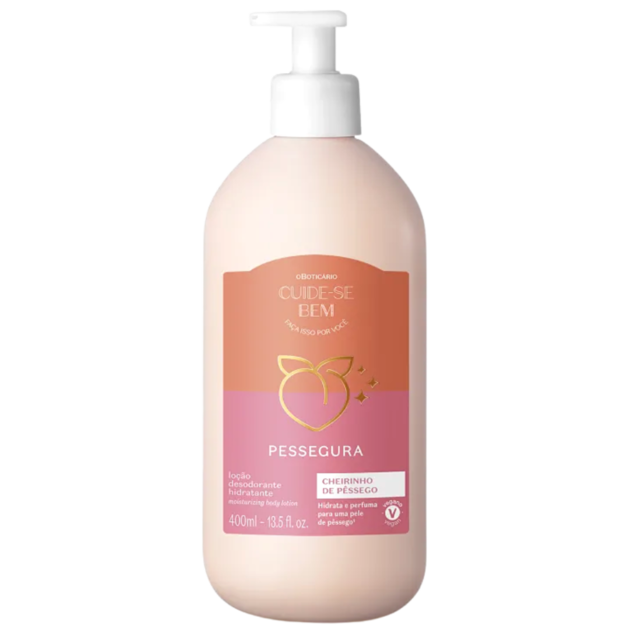 oBOTICÁRIO
CUIDE-SE
BEM
FAÇA ISSO POR VOCÊ
PESSEGURA
loção
desodorante
hidratante
moisturizing body lotion
400ml - 13.5 fl. oz.
CHEIRINHO
DE PÊSSEGO
Hidrata e perfuma
para uma pele
de pêssego*
vegano
V
vegan